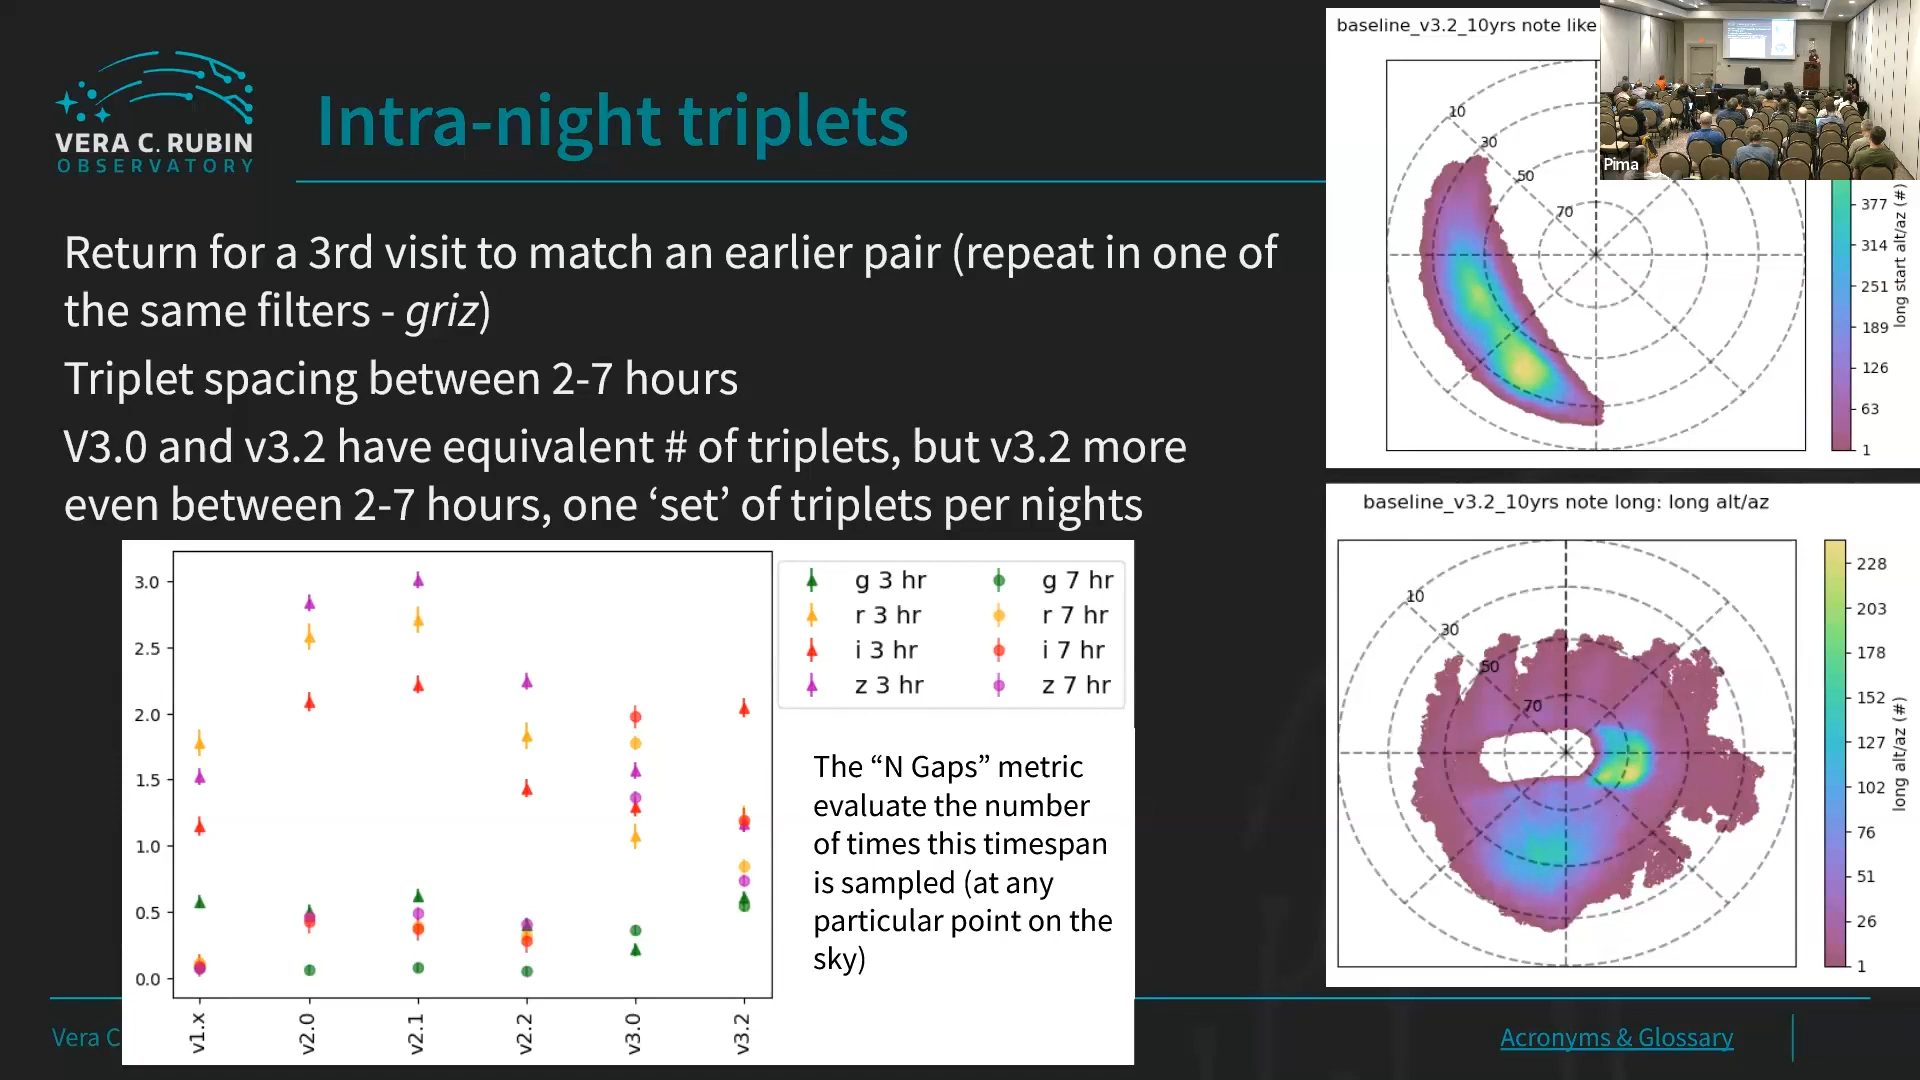 VERA C. RUBIN
OBSERVATORY
Intra-night triplets
Return for a 3rd visit to match an earlier pair (repeat in one of
the same filters - griz)
Triplet spacing between 2-7 hours
V3.0 and v3.2 have equivalent # of triplets, but v3.2 more
even between 2-7 hours, one ‘set’ of triplets per nights
3.0
2.5
2.0
1.5
1.0
0.5
0.0
v1.x
v2.0
v2.1
v2.2
v3.0
v3.2
g 3 hr
g 7 hr
r 3 hr
r 7 hr
i 3 hr
i 7 hr
z 3 hr
z 7 hr
The “N Gaps” metric
evaluate the number
of times this timespan
is sampled (at any
particular point on the
sky)
baseline_v3.2_10yrs note like
Pima
10
30
50
70
377
314
251
189
126
63
1
long start alt/az (#)
baseline_v3.2_10yrs note long: long alt/az
10
30
50
70
228
203
178
152
127
102
76
51
26
1
long alt/az (#)
Vera C
Acronyms & Glossary